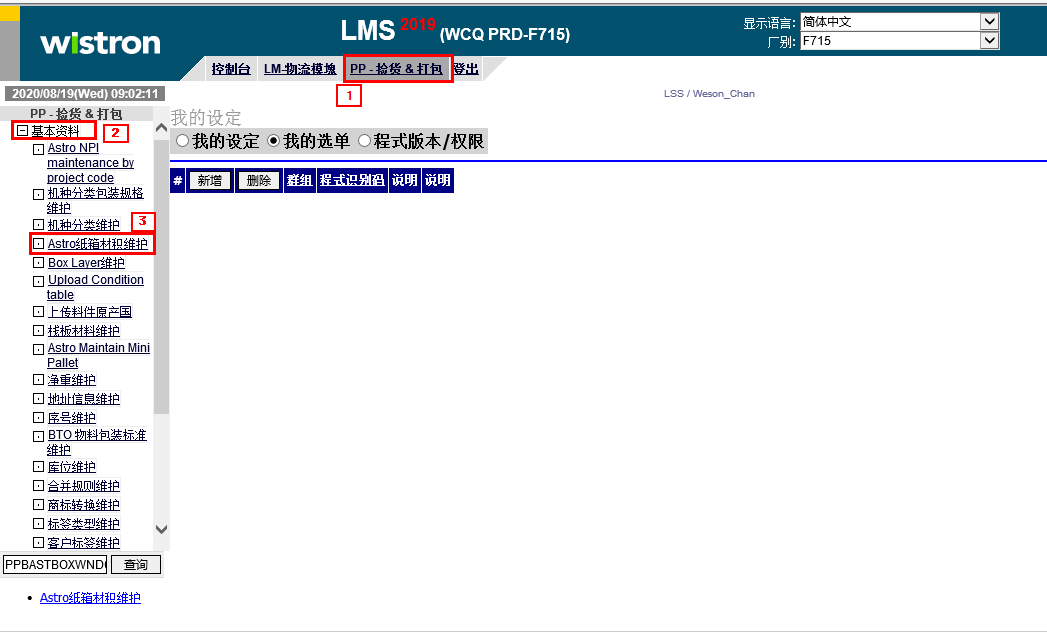 wistron
LMS 2019 (WCQ PRD-F715)
显示语言: 简体中文
厂别: F715
控制台 LM-物流模塊 PP - 捡货 & 打包 登出
1
2020/08/19(Wed) 09:02:11
LSS / Weson_Chan
PP - 捡货 & 打包
基本资料
2
Astro NPI
maintenance by
project code
机种分类包装规格
维护
机种分类维护
3
Astro纸箱材积维护
Box Layer维护
Upload Condition
table
上传料件原产国
栈板材料维护
Astro Maintain Mini
Pallet
净重维护
地址信息维护
序号维护
BTO 物料包装标准
维护
库位维护
合并规则维护
商标转换维护
标签类型维护
客户标签维护
PPBASTBOXWND 查询
Astro纸箱材积维护
我的设定
我的设定 我的选单 程式版本/权限
# 新增 删除 群组 程式识别码 说明 说明